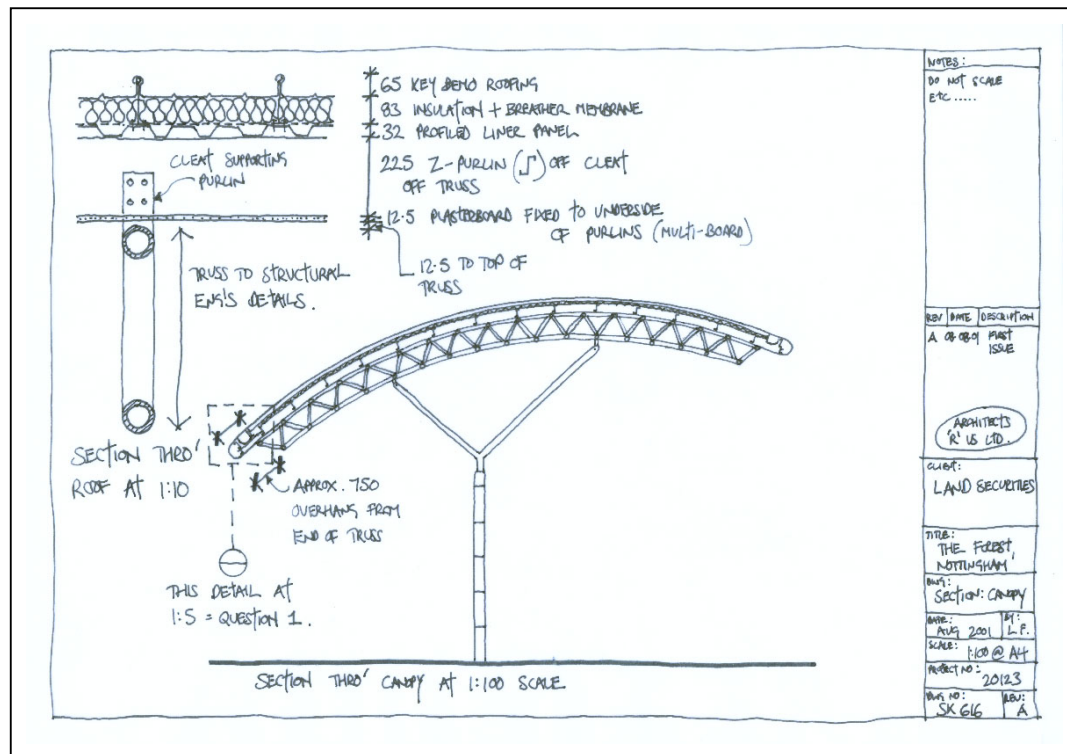 65 KEY BEMO ROOFING
83 INSULATION + BREATHER MEMBRANE
32 PROFILED LINER PANEL
225 Z-PURLIN ( ) OFF CLEAT
OFF TRUSS
12.5 PLASTERBOARD FIXED TO UNDERSIDE
OF PURLINS (MULTI-BOARD)
12.5 TO TOP OF
TRUSS
CLEAT SUPPORTING
PURLIN
TRUSS TO STRUCTURAL
ENG'S DETAILS.
SECTION THRO'
ROOF AT 1:10
APPROX. 750
OVERHANG FROM
END OF TRUSS
THIS DETAIL AT
1:5 = QUESTION 1.
SECTION THRO' CANOPY AT 1:100 SCALE
NOTES:
DO NOT SCALE
ETC.....
REV DATE DESCRIPTION
A 08 08 01 FIRST
ISSUE
ARCHITECTS
'R' US LTD.
CLIENT:
LAND SECURITIES
TITLE:
THE FOREST,
NOTTINGHAM
DWG:
SECTION: CANOPY
DATE:
AUG 2001
BY:
L.F.
SCALE:
1:100 @ A4
PROJECT NO:
20123
DWG NO:
SK 616
REV:
A